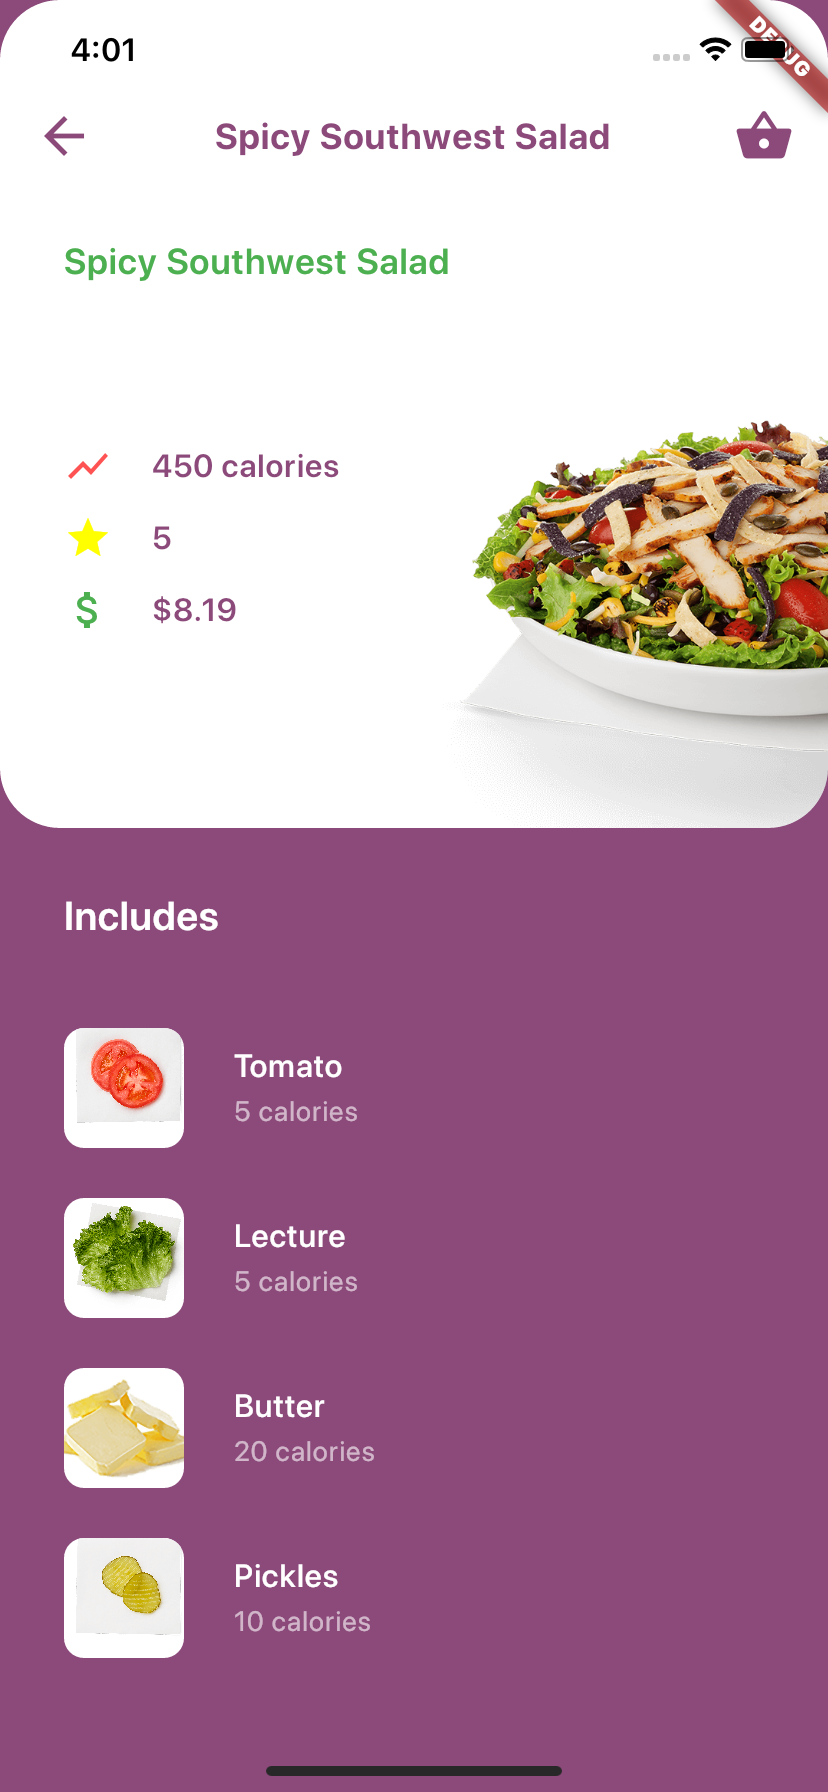 4:01
DEBUG
Spicy Southwest Salad
Spicy Southwest Salad
450 calories
5
$8.19
Includes
Tomato
5 calories
Lecture
5 calories
Butter
20 calories
Pickles
10 calories